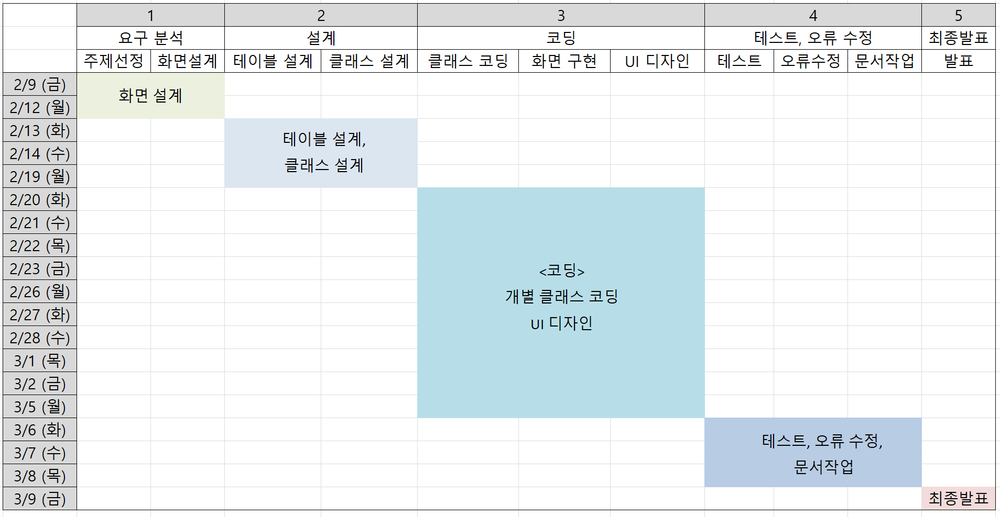 1 2 3 4 5
요구 분석 설계 코딩 테스트, 오류 수정 최종발표
주제선정 화면설계 테이블 설계 클래스 설계 클래스 코딩 화면 구현 UI 디자인 테스트 오류수정 문서작업 발표
2/9 (금)
화면 설계
2/12 (월)
2/13 (화)
테이블 설계,
2/14 (수)
클래스 설계
2/19 (월)
2/20 (화)
2/21 (수)
2/22 (목)
2/23 (금)
<코딩>
2/26 (월)
개별 클래스 코딩
2/27 (화)
UI 디자인
2/28 (수)
3/1 (목)
3/2 (금)
3/5 (월)
3/6 (화)
테스트, 오류 수정,
3/7 (수)
문서작업
3/8 (목)
3/9 (금) 최종발표